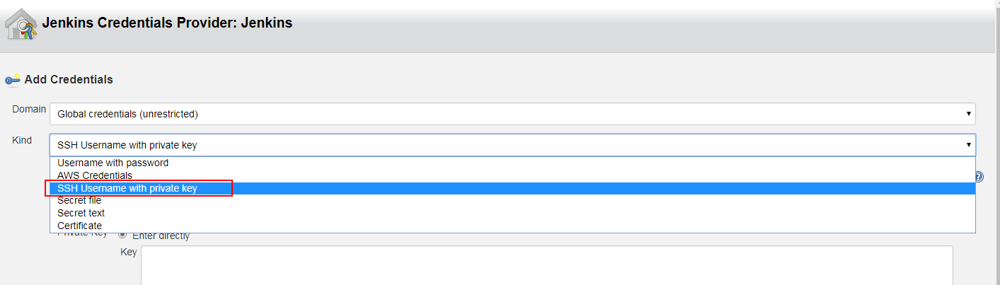 Jenkins Credentials Provider: Jenkins
Add Credentials
Domain Global credentials (unrestricted)
Kind SSH Username with private key
Username with password
AWS Credentials
SSH Username with private key
Secret file
Secret text
Certificate
Private Key Enter directly
Key